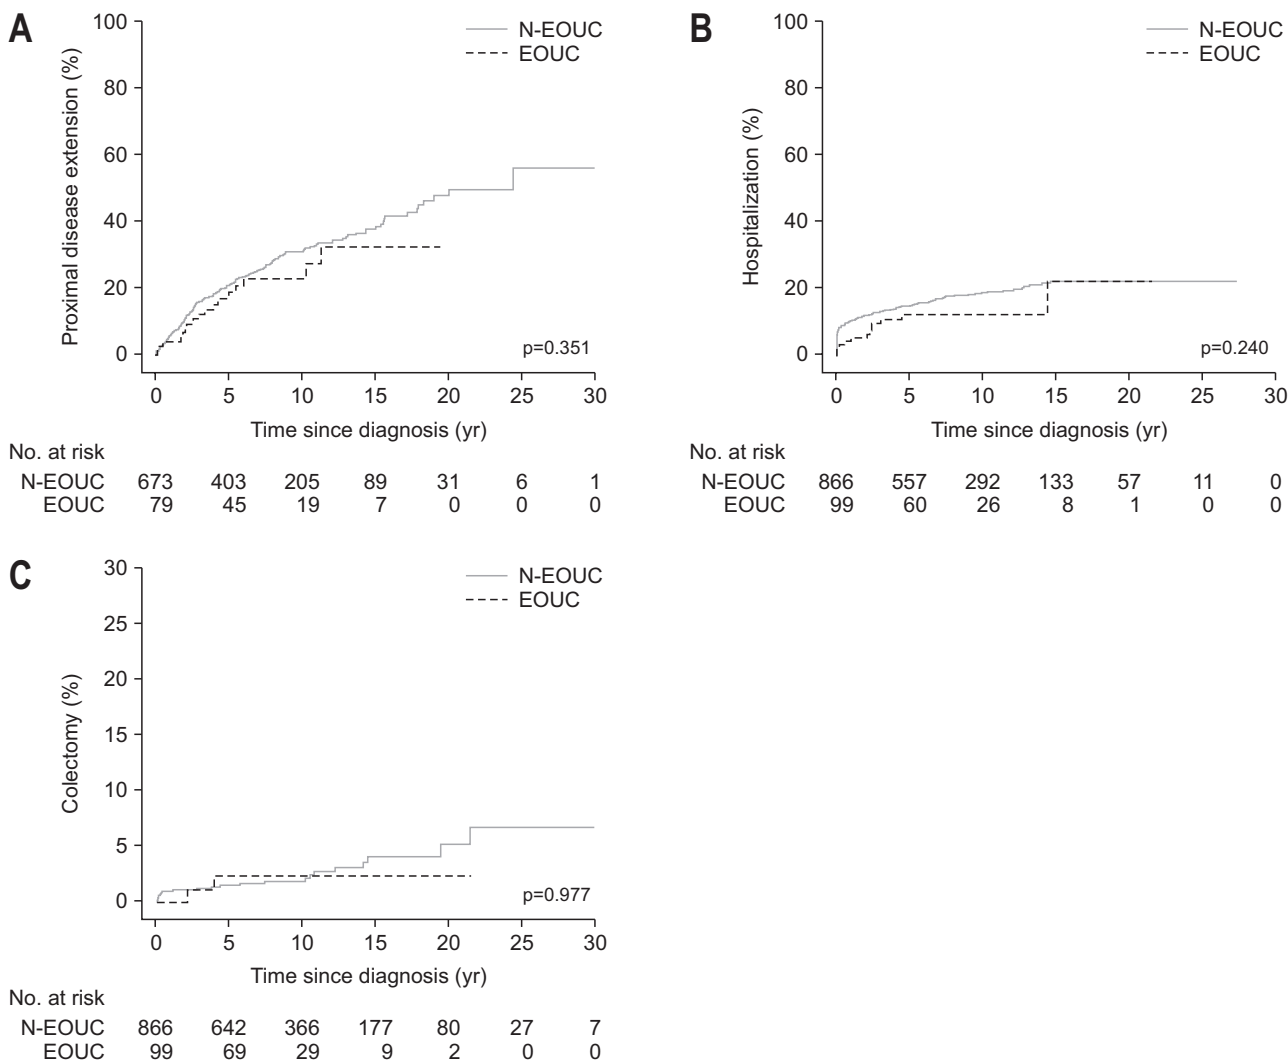 A
Proximal disease extension (%)
100
80
60
40
20
0
N-EOUC
EOUC
p=0.351
0 5 10 15 20 25 30
Time since diagnosis (yr)
No. at risk
N-EOUC 673 403 205 89 31 6 1
EOUC 79 45 19 7 0 0 0
B
Hospitalization (%)
100
80
60
40
20
0
N-EOUC
EOUC
p=0.240
0 5 10 15 20 25 30
Time since diagnosis (yr)
No. at risk
N-EOUC 866 557 292 133 57 11 0
EOUC 99 60 26 8 1 0 0
C
Colectomy (%)
30
25
20
15
10
5
0
N-EOUC
EOUC
p=0.977
0 5 10 15 20 25 30
Time since diagnosis (yr)
No. at risk
N-EOUC 866 642 366 177 80 27 7
EOUC 99 69 29 9 2 0 0